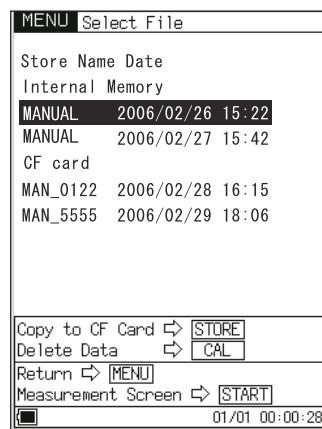 MENU Select File
Store Name Date
Internal Memory
MANUAL 2006/02/26 15:22
MANUAL 2006/02/27 15:42
CF card
MAN_0122 2006/02/28 16:15
MAN_5555 2006/02/29 18:06
Copy to CF Card ⇨ STORE
Delete Data ⇨ CAL
Return ⇨ MENU
Measurement Screen ⇨ START
01/01 00:00:28